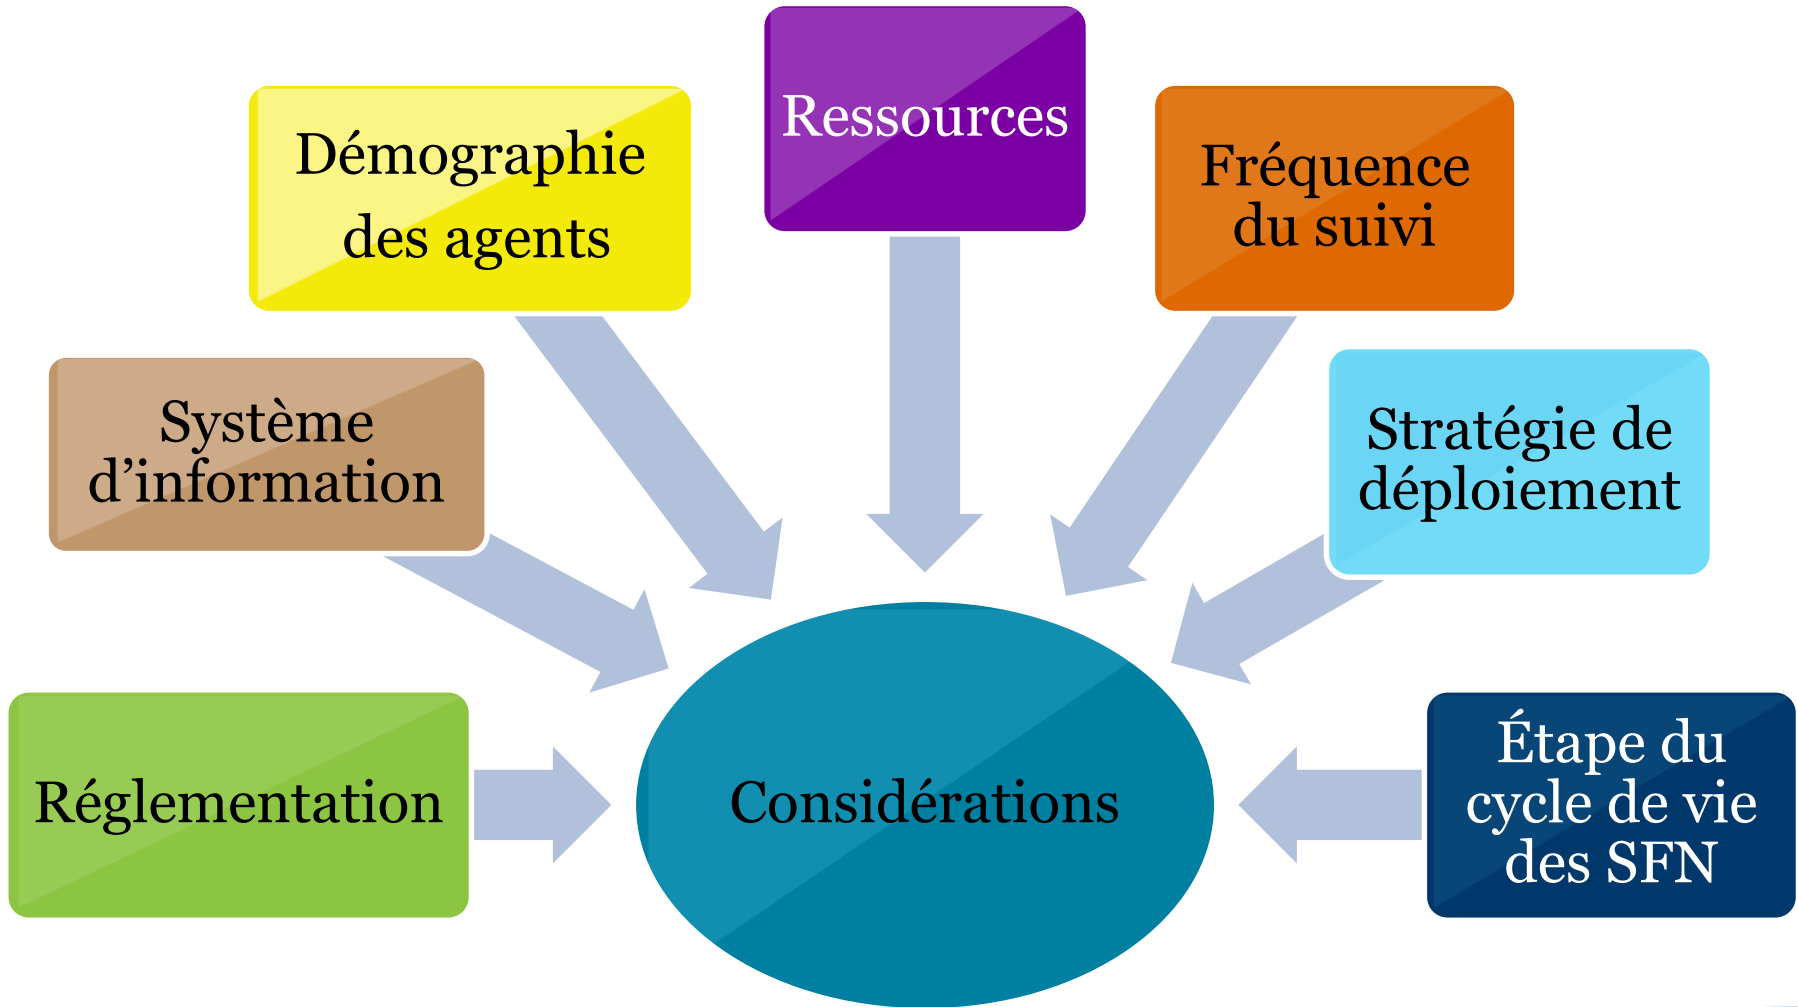 Ressources
Démographie
des agents
Fréquence
du suivi
Système
d’information
Stratégie de
déploiement
Réglementation
Considérations
Étape du
cycle de vie
des SFN